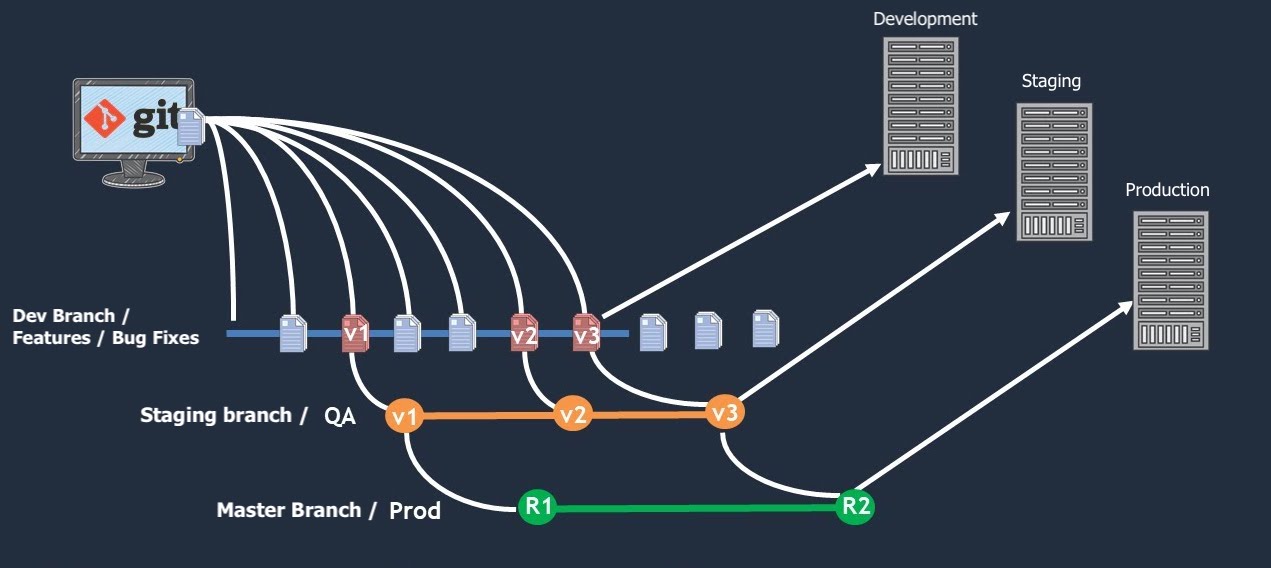 Development
Staging
git
Production
Dev Branch /
Features / Bug Fixes
v1
v2
v3
Staging branch / QA
v1
v2
v3
Master Branch / Prod
R1
R2